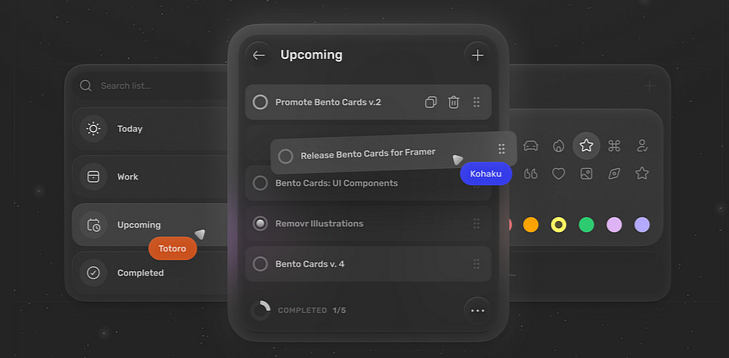 Search list...
Today
Work
Upcoming
Totoro
Completed
Upcoming
Promote Bento Cards v.2
Release Bento Cards for Framer
Kohaku
Bento Cards: UI Components
Removr Illustrations
Bento Cards v. 4
COMPLETED 1/5